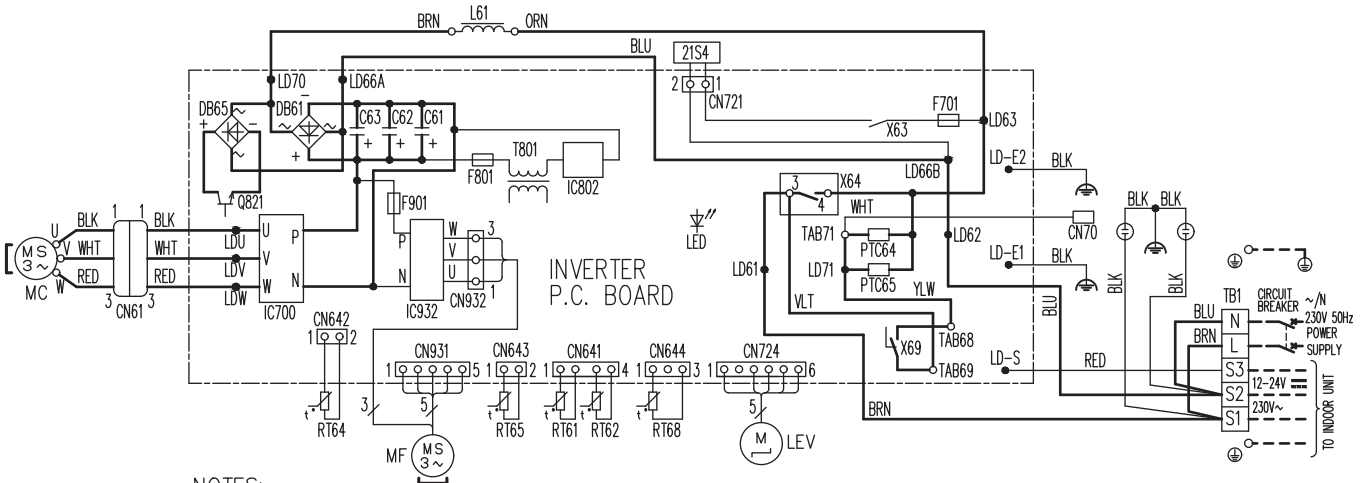 BRN L61 ORN
BLU
21S4
2 1
CN721
LD70 LD66A
DB65 DB61
C63 C62 C61
F701
X63
LD63
T801
F801
IC802
LD66B
LD-E2 BLK
Q821
F901
3 X64
4
WHT
LED
TAB71
PTC64
LD62
CN70
BLK BLK
U BLK 1 1 BLK LDU U P
V WHT WHT LDV V
W RED RED LDW W N
MS
3~
MC
3 3
CN61
IC700
P
N
IC932
W 3
V
U 1
CN932
INVERTER
P.C. BOARD
LD61
LD71
PTC65
LD-E1 BLK
VLT
YLW
BLU
BLK
BLK
X69
TAB68
TAB69
LD-S RED
TB1
CIRCUIT
BREAKER
~/N
230V 50Hz
POWER
SUPPLY
BLU N
BRN L
S3
12-24V
S2
230V~
S1
TO INDOOR UNIT
CN642
1 2
CN931
1 5
CN643
1 2
CN641
1 4
CN644
1 3
CN724
1 6
t° RT64
3
5
t° RT65
t° RT61
t° RT62
t° RT68
5
BRN
MF
MS
3~
M
LEV
NOTES: